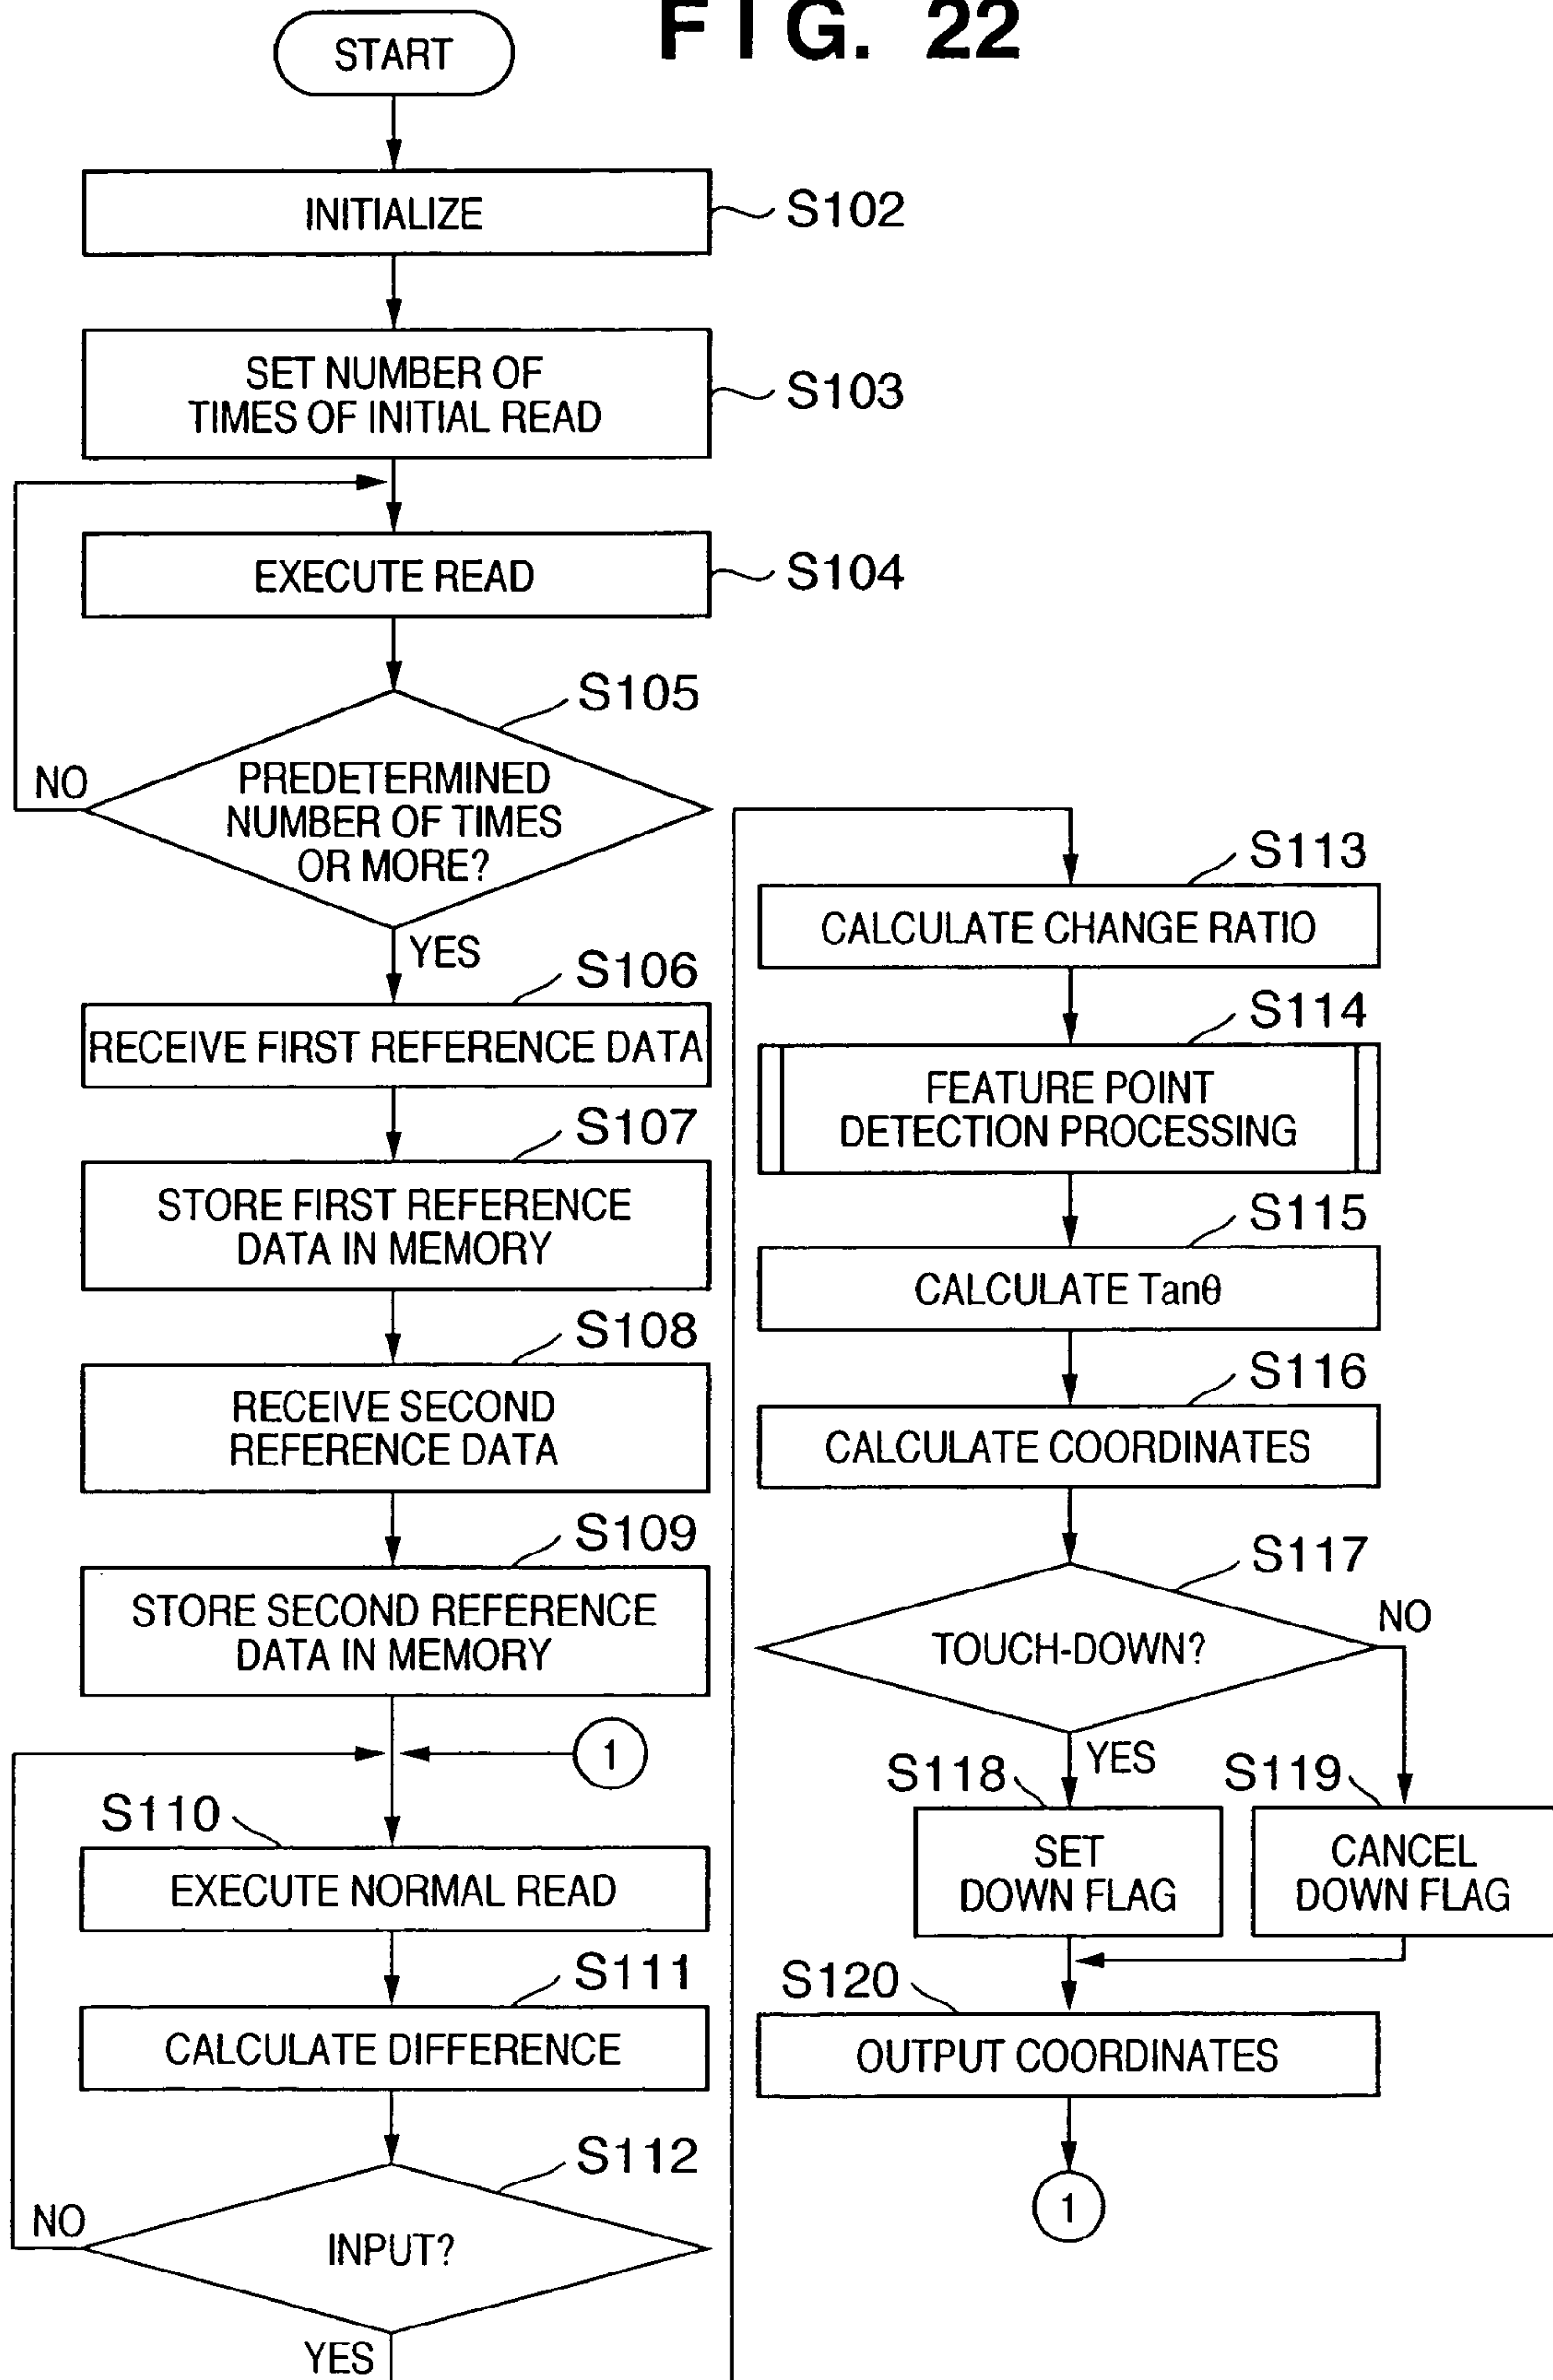 FIG. 22
START
INITIALIZE
S102
SET NUMBER OF
TIMES OF INITIAL READ
S103
EXECUTE READ
S104
S105
PREDETERMINED
NUMBER OF TIMES
OR MORE?
NO
YES
S106
RECEIVE FIRST REFERENCE DATA
S107
STORE FIRST REFERENCE
DATA IN MEMORY
S108
RECEIVE SECOND
REFERENCE DATA
S109
STORE SECOND REFERENCE
DATA IN MEMORY
1
S110
EXECUTE NORMAL READ
S111
CALCULATE DIFFERENCE
S112
INPUT?
NO
YES
S113
CALCULATE CHANGE RATIO
S114
FEATURE POINT
DETECTION PROCESSING
S115
CALCULATE Tanθ
S116
CALCULATE COORDINATES
S117
TOUCH-DOWN?
NO
YES
S118
SET
DOWN FLAG
S119
CANCEL
DOWN FLAG
S120
OUTPUT COORDINATES
1